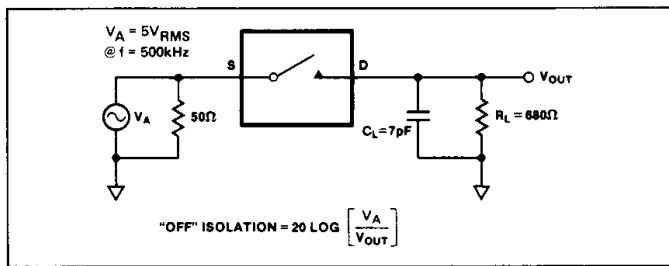 V_A = 5V_RMS
@ f = 500kHz
S
D
V_OUT
V_A
50Ω
C_L = 7pF
R_L = 680Ω
"OFF" ISOLATION = 20 LOG [V_A / V_OUT]